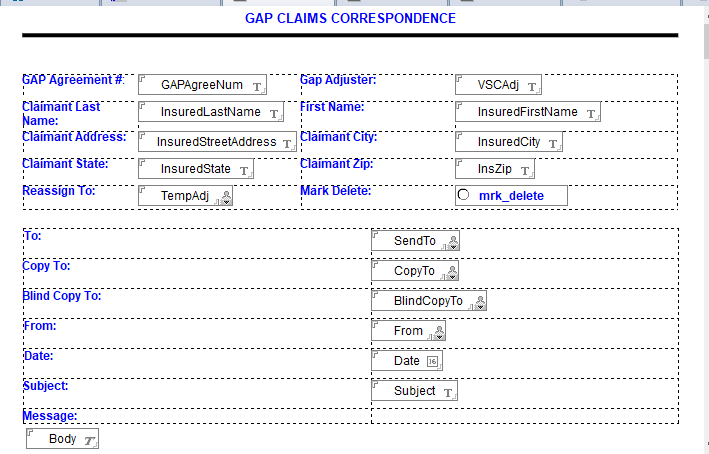 GAP CLAIMS CORRESPONDENCE
GAP Agreement #: GAPAgreeNum T Gap Adjuster: VSCAdj T
Claimant Last Name: InsuredLastName T First Name: InsuredFirstName T
Claimant Address: InsuredStreetAddress T Claimant City: InsuredCity T
Claimant State: InsuredState T Claimant Zip: InsZip T
Reassign To: TempAdj Mark Delete: mrk_delete
To: SendTo
Copy To: CopyTo
Blind Copy To: BlindCopyTo
From: From
Date: Date 16
Subject: Subject T
Message:
Body T